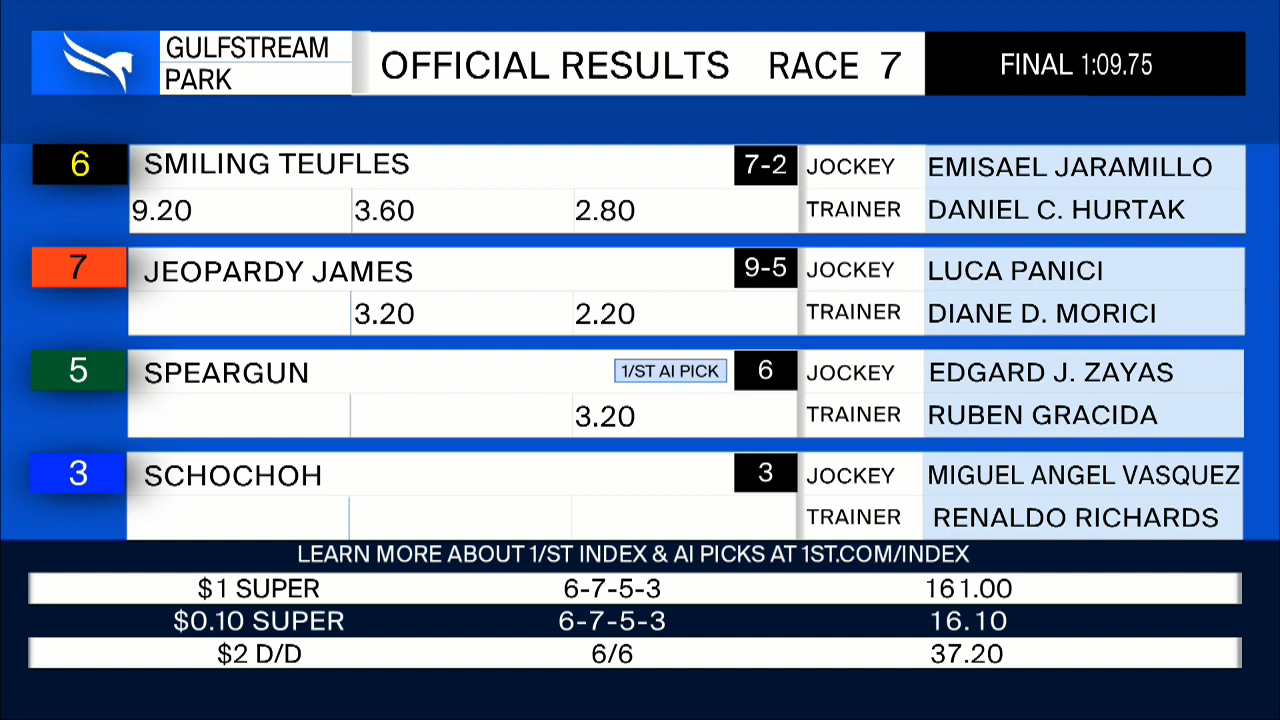 GULFSTREAM PARK OFFICIAL RESULTS RACE 7 FINAL 1:09.75
6 SMILING TEUFLES 7-2 JOCKEY EMISAEL JARAMILLO
9.20 3.60 2.80 TRAINER DANIEL C. HURTAK
7 JEOPARDY JAMES 9-5 JOCKEY LUCA PANICI
3.20 2.20 TRAINER DIANE D. MORICI
5 SPEARGUN 1/ST AI PICK 6 JOCKEY EDGARD J. ZAYAS
3.20 TRAINER RUBEN GRACIDA
3 SCHOCHOH 3 JOCKEY MIGUEL ANGEL VASQUEZ
TRAINER RENALDO RICHARDS
LEARN MORE ABOUT 1/ST INDEX & AI PICKS AT 1ST.COM/INDEX
$1 SUPER 6-7-5-3 161.00
$0.10 SUPER 6-7-5-3 16.10
$2 D/D 6/6 37.20